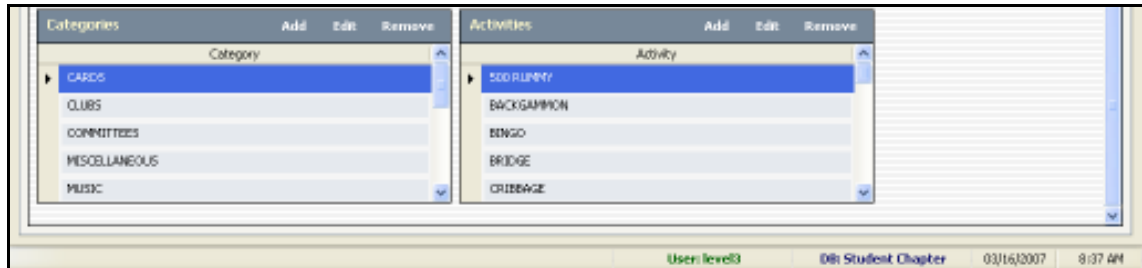 Categories Add Edit Remove Activities Add Edit Remove
Category Activity
CARDS 500 RUMMY
CLUBS BACKGAMMON
COMMITTEES BINGO
MISCELLANEOUS BRIDGE
MUSIC CRIBBAGE
User: level3 DB: Student Chapter 03/16/2007 8:37 AM